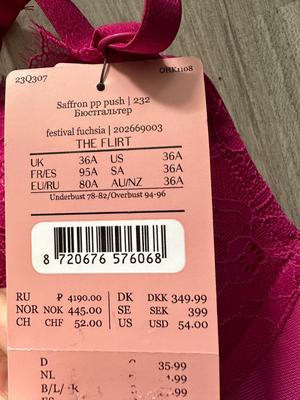 23Q307 OHK1108
Saffron pp push | 232
Бюстгальтер
festival fuchsia | 202669003
THE FLIRT
UK 36A US 36A
FR/ES 95A SA 36A
EU/RU 80A AU/NZ 36A
Underbust 78-82/Overbust 94-96
8 720676 576068
RU ₽ 4190.00 DK DKK 349.99
NOR NOK 445.00 SE SEK 399
CH CHF 52.00 US USD 54.00
D 35.99
NL
B/L/